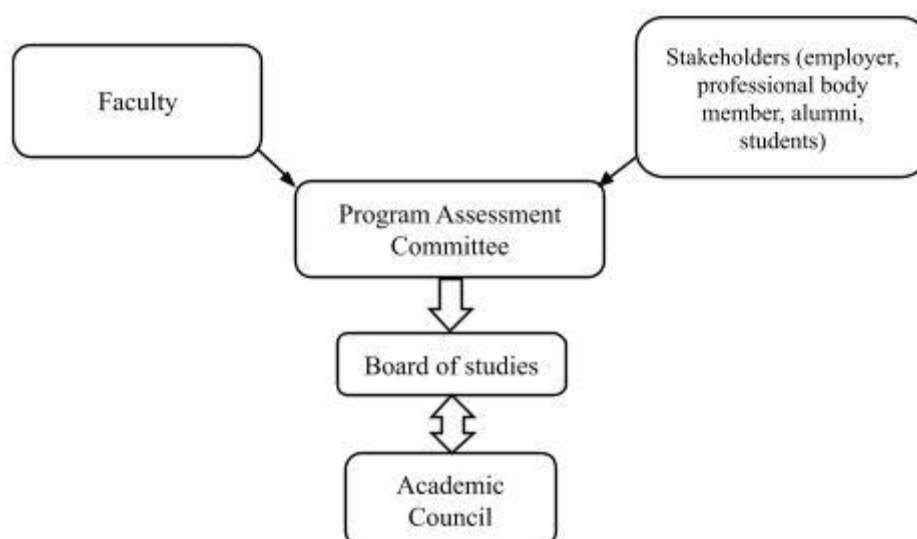 Faculty
Stakeholders (employer,
professional body
member, alumni,
students)
Program Assessment
Committee
Board of studies
Academic
Council